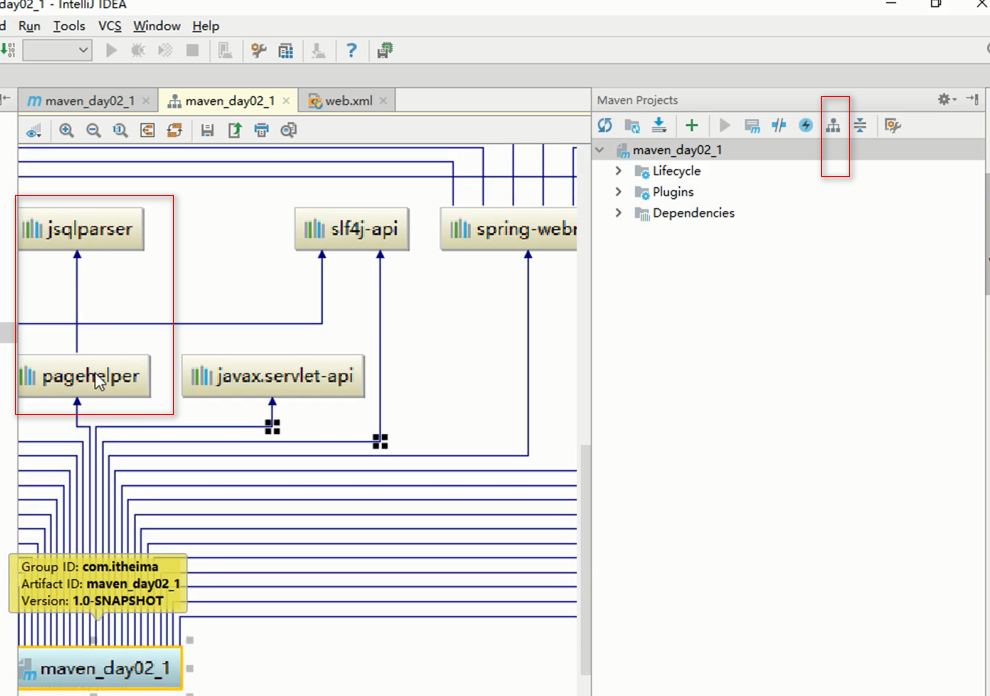 day02_1 - IntelliJ IDEA
d Run Tools VCS Window Help
maven_day02_1
maven_day02_1
web.xml
Maven Projects
maven_day02_1
Lifecycle
Plugins
Dependencies
jsqlparser
slf4j-api
spring-web
pagehelper
javax.servlet-api
Group ID: com.itheima
Artifact ID: maven_day02_1
Version: 1.0-SNAPSHOT
maven_day02_1